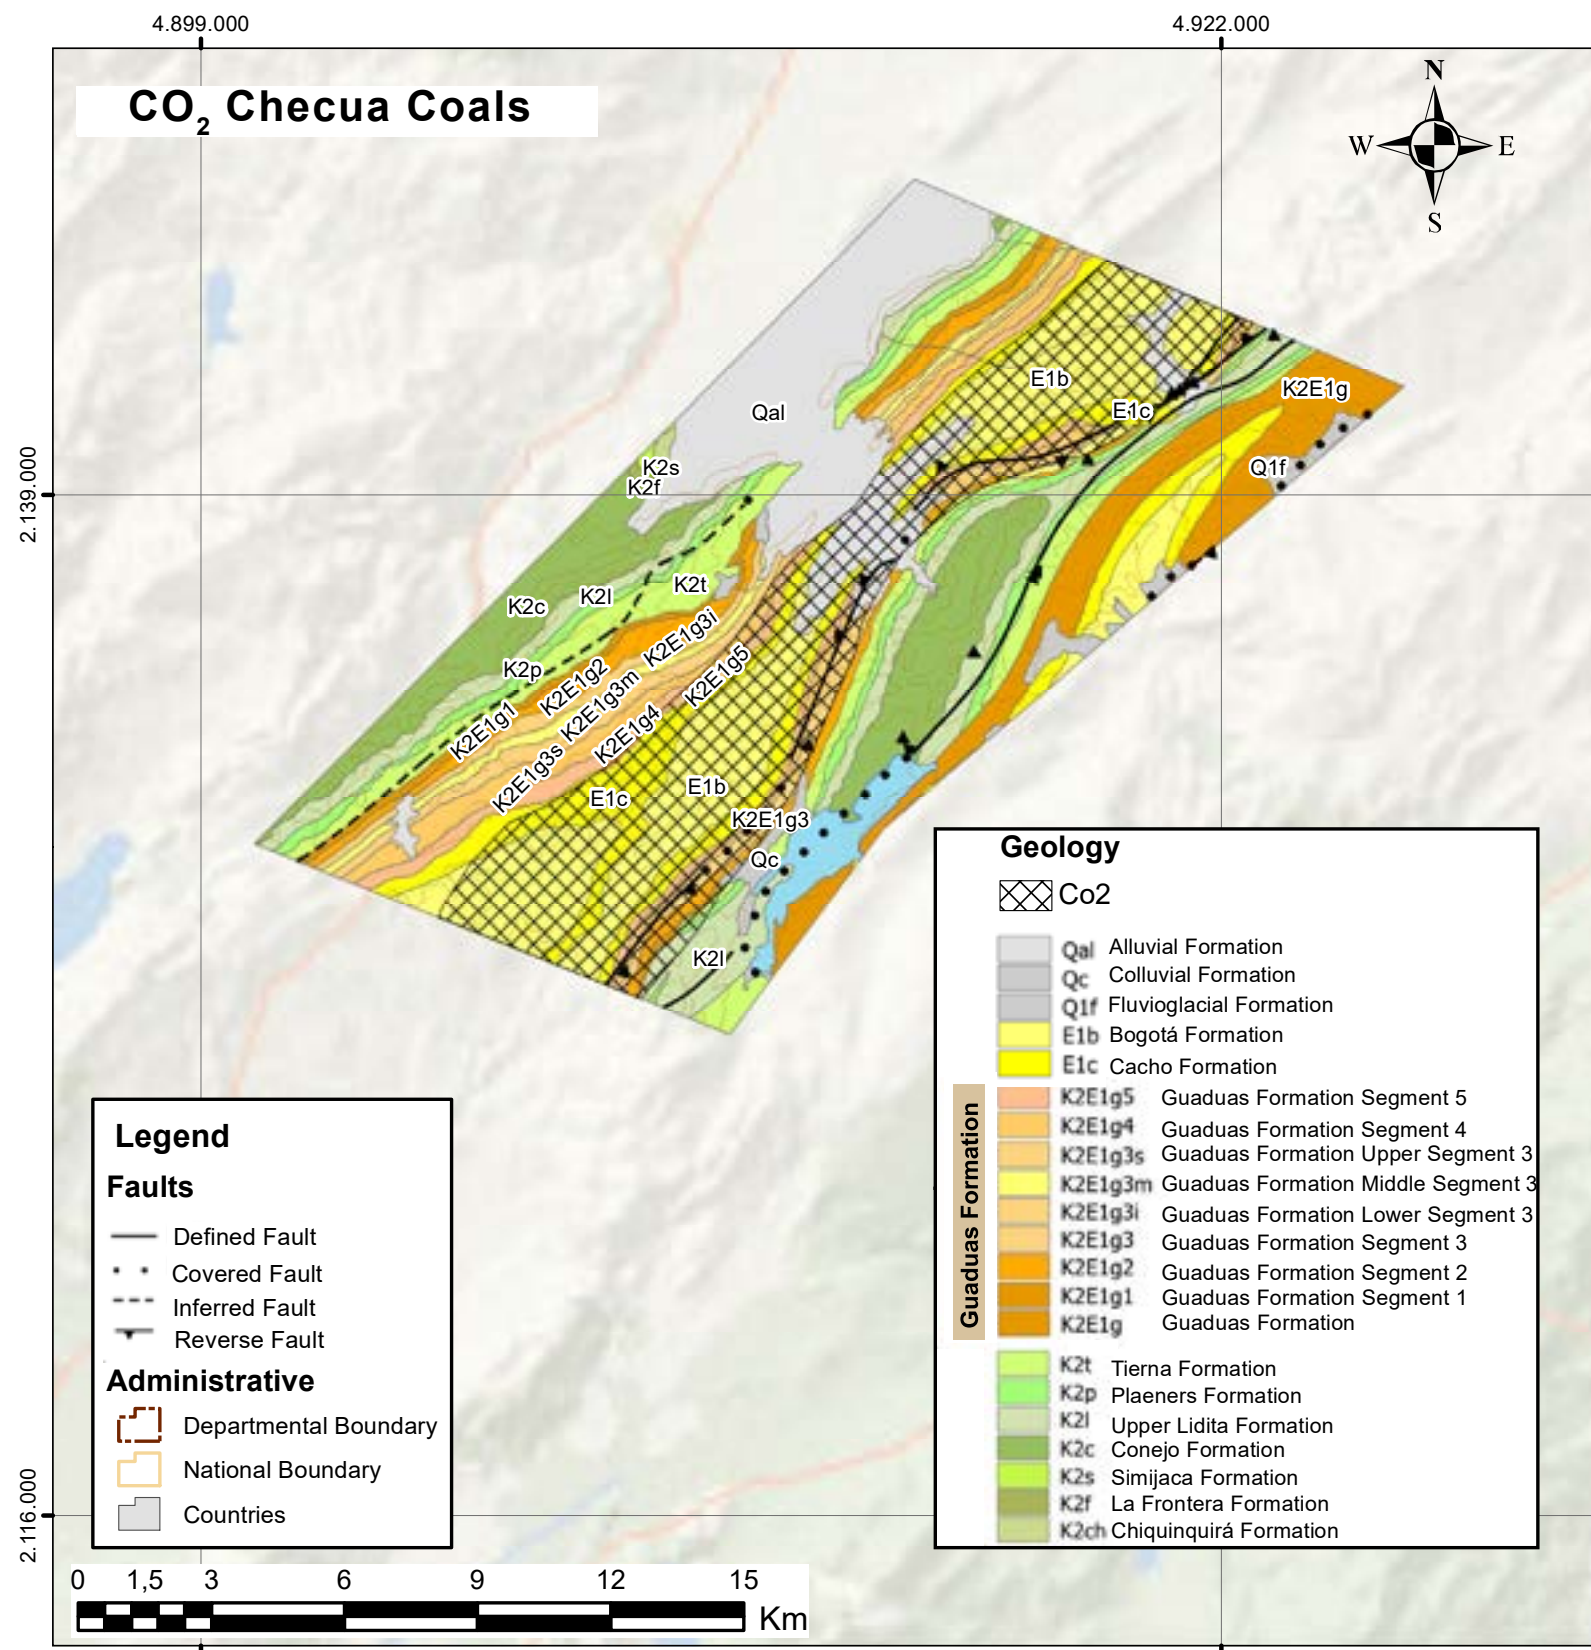 4.899.000
4.922.000
CO2 Checua Coals
N
W E
S
E1b
K2E1g
E1c
Qal
K2s
Q1f
K2f
2.139.000
K2t
K2l
K2c
K2E1g3i
K2p
K2E1g5
K2E1g2
K2E1g3m
K2E1g1
K2E1g4
K2E1g3s
E1b
E1c
K2E1g3
Qc
K2l
Geology
Co2
Qal Alluvial Formation
Qc Colluvial Formation
Q1f Fluvioglacial Formation
E1b Bogotá Formation
E1c Cacho Formation
Guaduas Formation
K2E1g5 Guaduas Formation Segment 5
K2E1g4 Guaduas Formation Segment 4
K2E1g3s Guaduas Formation Upper Segment 3
K2E1g3m Guaduas Formation Middle Segment 3
K2E1g3i Guaduas Formation Lower Segment 3
K2E1g3 Guaduas Formation Segment 3
K2E1g2 Guaduas Formation Segment 2
K2E1g1 Guaduas Formation Segment 1
K2E1g Guaduas Formation
K2t Tierna Formation
K2p Plaeners Formation
K2l Upper Lidita Formation
K2c Conejo Formation
K2s Simijaca Formation
K2f La Frontera Formation
K2ch Chiquinquirá Formation
Legend
Faults
Defined Fault
Covered Fault
Inferred Fault
Reverse Fault
Administrative
Departmental Boundary
National Boundary
Countries
2.116.000
0 1,5 3 6 9 12 15
Km